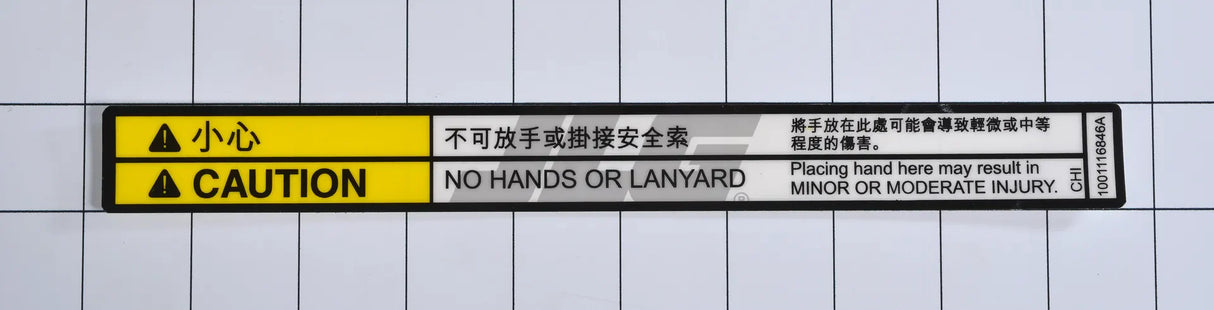 小心
不可放手或掛接安全索
將手放在此處可能會導致輕微或中等
程度的傷害。
CAUTION
NO HANDS OR LANYARD
Placing hand here may result in
MINOR OR MODERATE INJURY.
CHI
1001116846A
JLG®